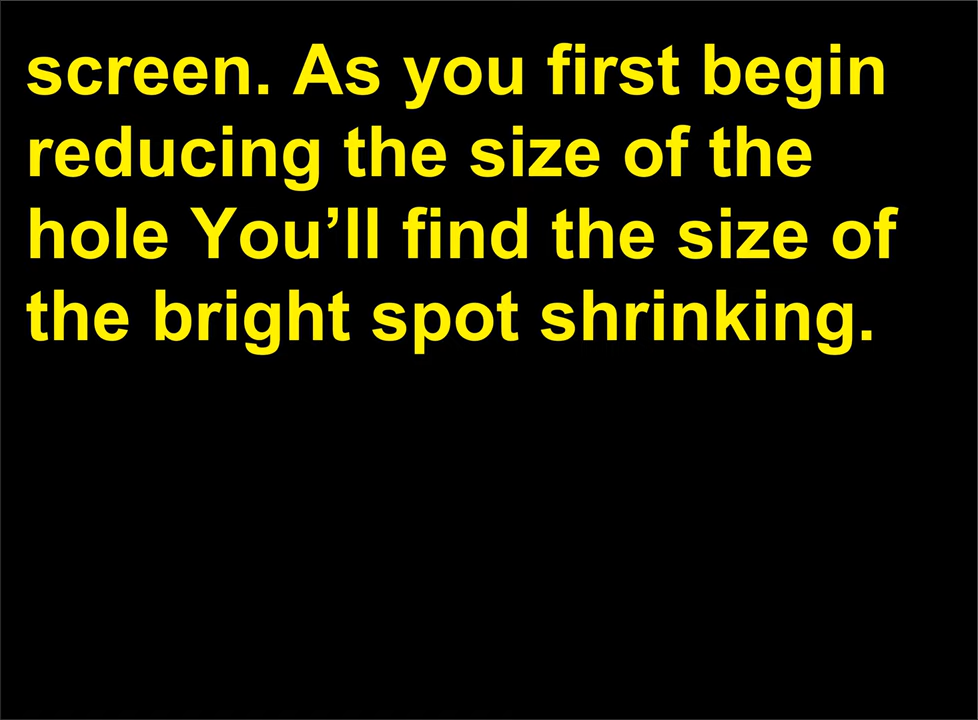 screen. As you first begin
reducing the size of the
hole You’ll find the size of
the bright spot shrinking.